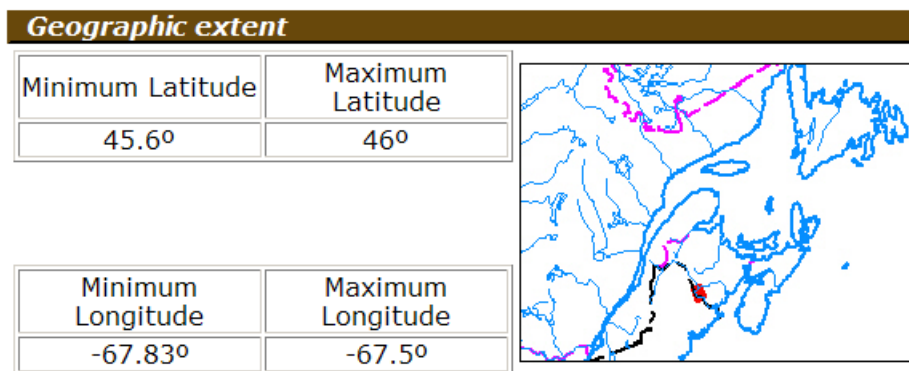 Geographic extent
Minimum Latitude
Maximum
Latitude
45.6º
46º
Minimum
Longitude
Maximum
Longitude
-67.83º
-67.5º